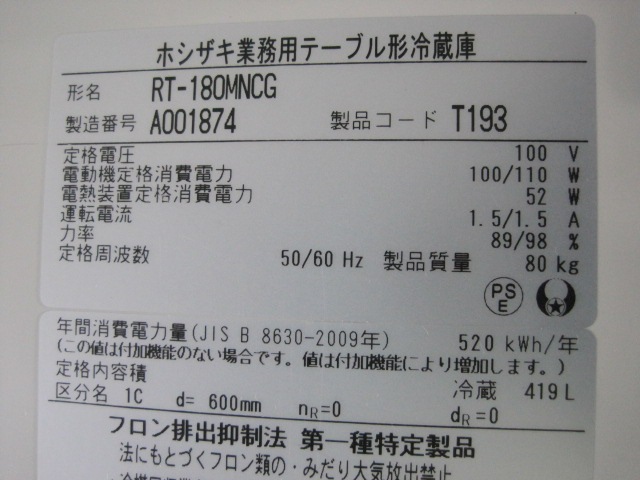 ホシザキ業務用テーブル形冷蔵庫
形名 RT-180MNCG
製造番号 A001874 製品コード T193
定格電圧 100 V
電動機定格消費電力 100/110 W
電熱装置定格消費電力 52 W
運転電流 1.5/1.5 A
力率 89/98 %
定格周波数 50/60 Hz 製品質量 80 kg
PSE
年間消費電力量(JIS B 8630-2009年) 520 kWh/年
(この値は付加機能のない場合です。値は付加機能により増加します。)
定格内容積 冷蔵 419L
区分名 1C d= 600mm nR=0 dR=0
フロン排出抑制法 第一種特定製品
法にもとづくフロン類の・みだり大気放出禁止